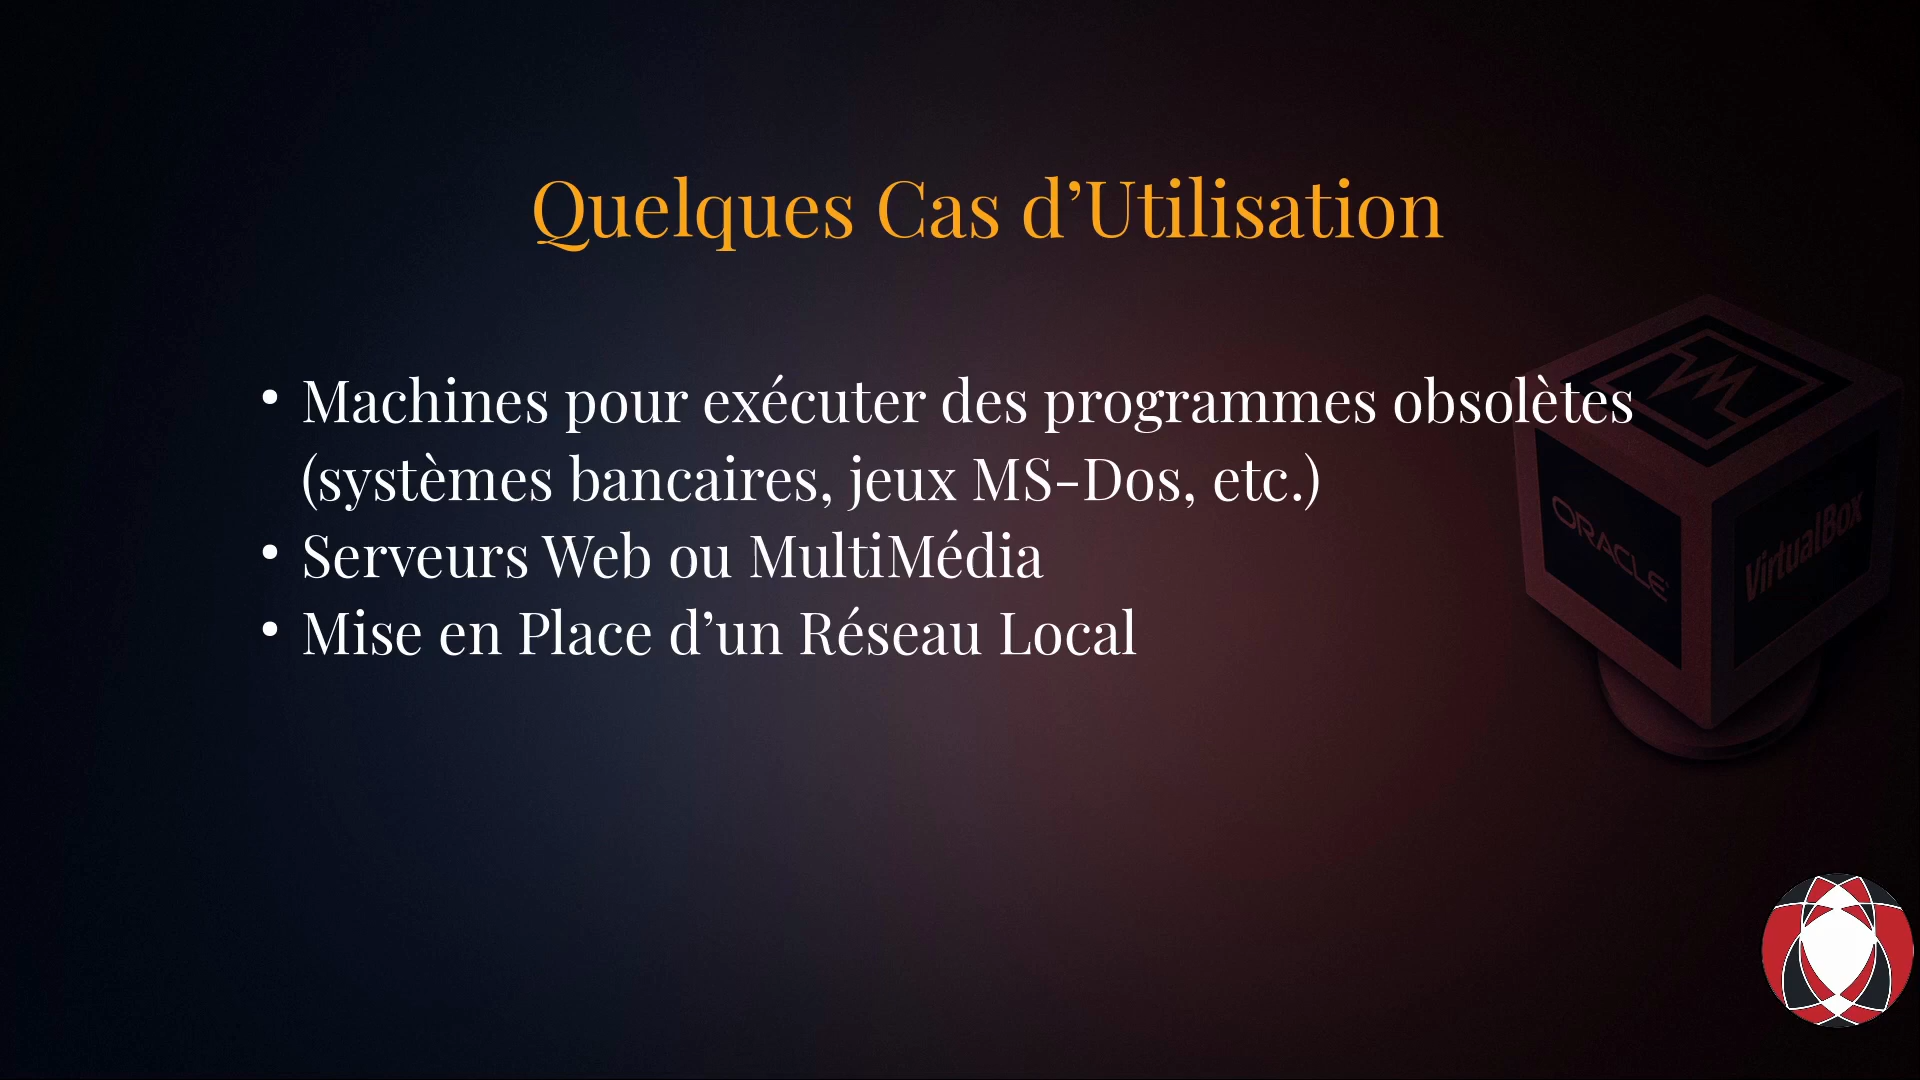 Quelques Cas d’Utilisation
• Machines pour exécuter des programmes obsolètes
(systèmes bancaires, jeux MS-Dos, etc.)
• Serveurs Web ou MultiMédia
• Mise en Place d’un Réseau Local
ORACLE
VirtualBox